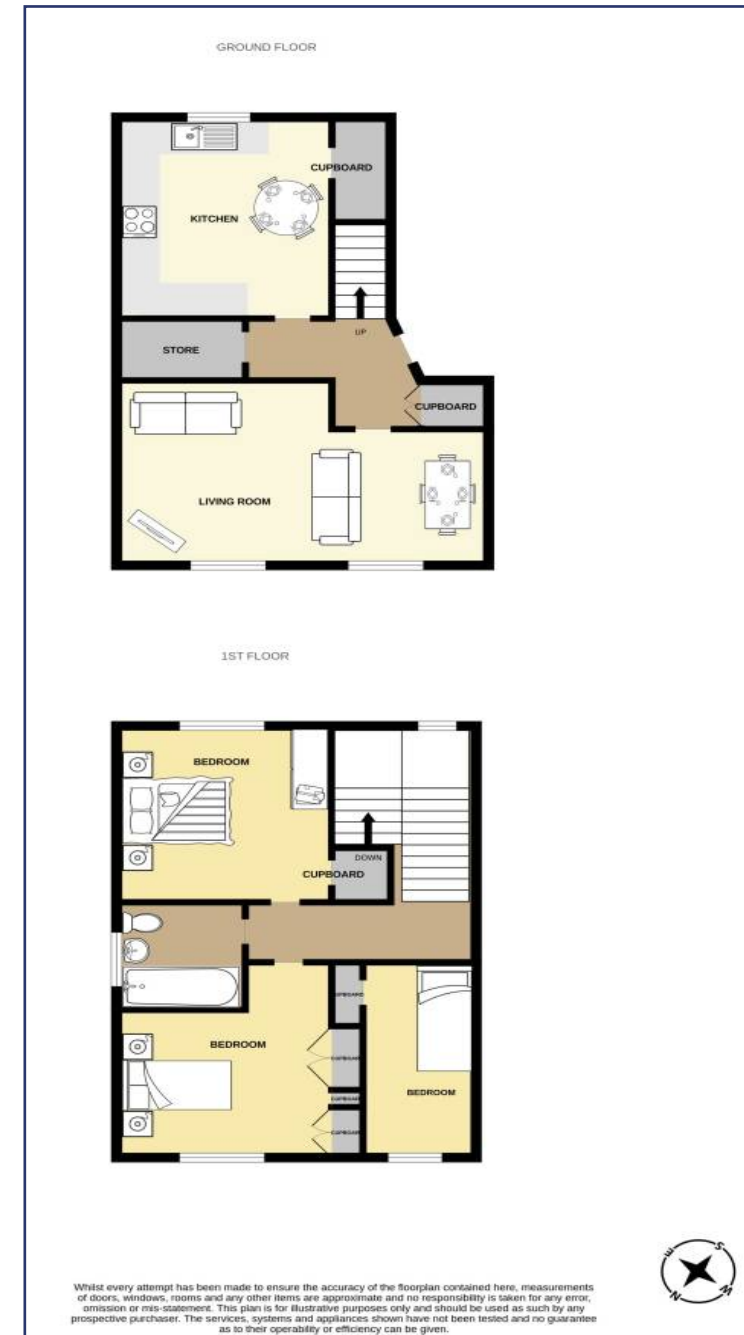 GROUND FLOOR
CUPBOARD
KITCHEN
UP
STORE
CUPBOARD
LIVING ROOM
1ST FLOOR
BEDROOM
DOWN
CUPBOARD
CUPBOARD
BEDROOM
CUPBOARD
BEDROOM
CUPBOARD
CUPBOARD
E
S
N
W
Whilst every attempt has been made to ensure the accuracy of the floorplan contained here, measurements
of doors, windows, rooms and any other items are approximate and no responsibility is taken for any error,
omission or mis-statement. This plan is for illustrative purposes only and should be used as such by any
prospective purchaser. The services, systems and appliances shown have not been tested and no guarantee
as to their operability or efficiency can be given.